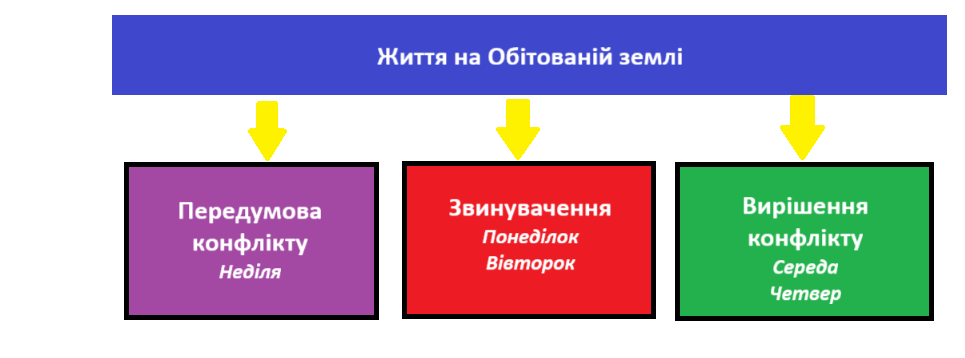 Життя на Обітованій землі
Передумова
конфлікту
Неділя
Звинувачення
Понеділок
Вівторок
Вирішення
конфлікту
Середа
Четвер